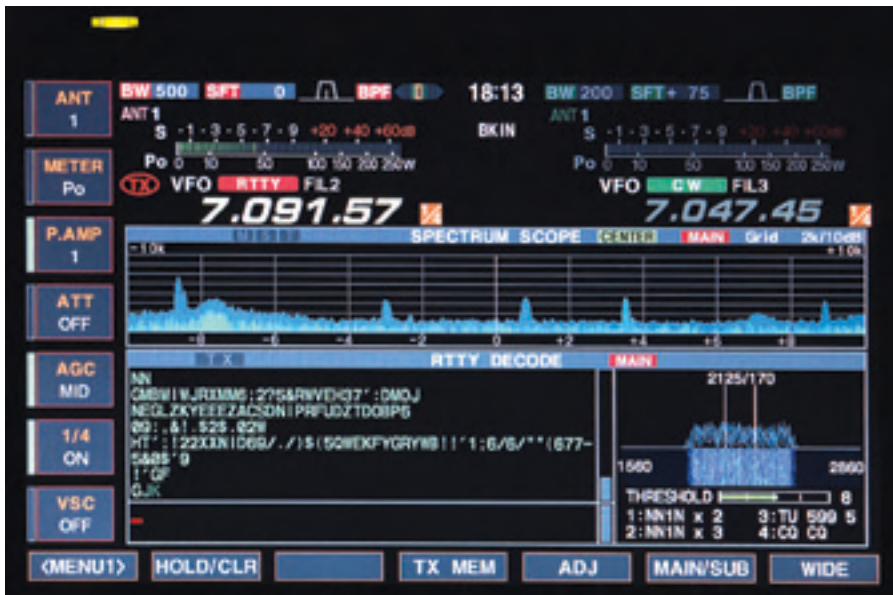 BW 500 SFT 0 BPF 18:13 BW 200 SFT+ 75 BPF
ANT 1
ANT1 ANT1
S -1-3-5-7-9 +20 +40 +60dB BKIN S -1-3-5-7-9 +20 +40 +60dB
METER
Po
Po 0 10 50 100 150 200 250W Po 0 10 50 100 150 200 250W
TX VFO RTTY FIL2 VFO CW FIL3
7.091.57 1/4 7.047.45 1/4
P.AMP
1
SPECTRUM SCOPE CENTER MAIN Grid 2k/10dB
-10k +10k
ATT
OFF
-8 -6 -4 -2 0 +2 +4 +6 +8
TX RTTY DECODE MAIN
AGC
MID
2125/170
NN
NEGLZKYEEEZACSDNIPRFUDZTDOBPG
1/4
ON
1560 2860
VSC
OFF
THRESHOLD 8
1:NN1N x 2 3:TU 599 5
2:NN1N x 3 4:CQ CQ
<MENU1> HOLD/CLR TX MEM ADJ MAIN/SUB WIDE